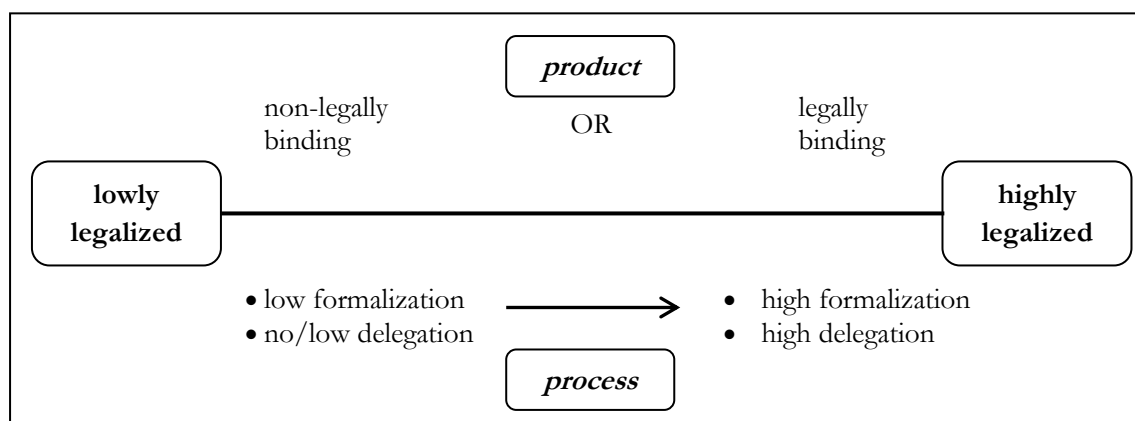 product
non-legally
binding
OR
legally
binding
lowly
legalized
highly
legalized
• low formalization
• no/low delegation
• high formalization
• high delegation
process